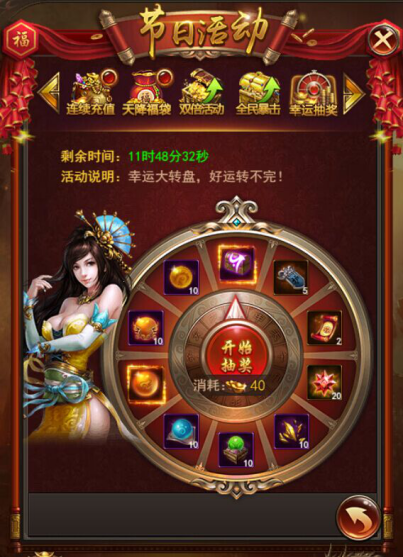 节日活动
福
连续充值 天降福袋 双倍活动 全民暴击 幸运抽奖
剩余时间：11时48分32秒
活动说明：幸运大转盘，好运转不完！
10
5
10
2
开始
抽奖
消耗： 40
20
10
10
10